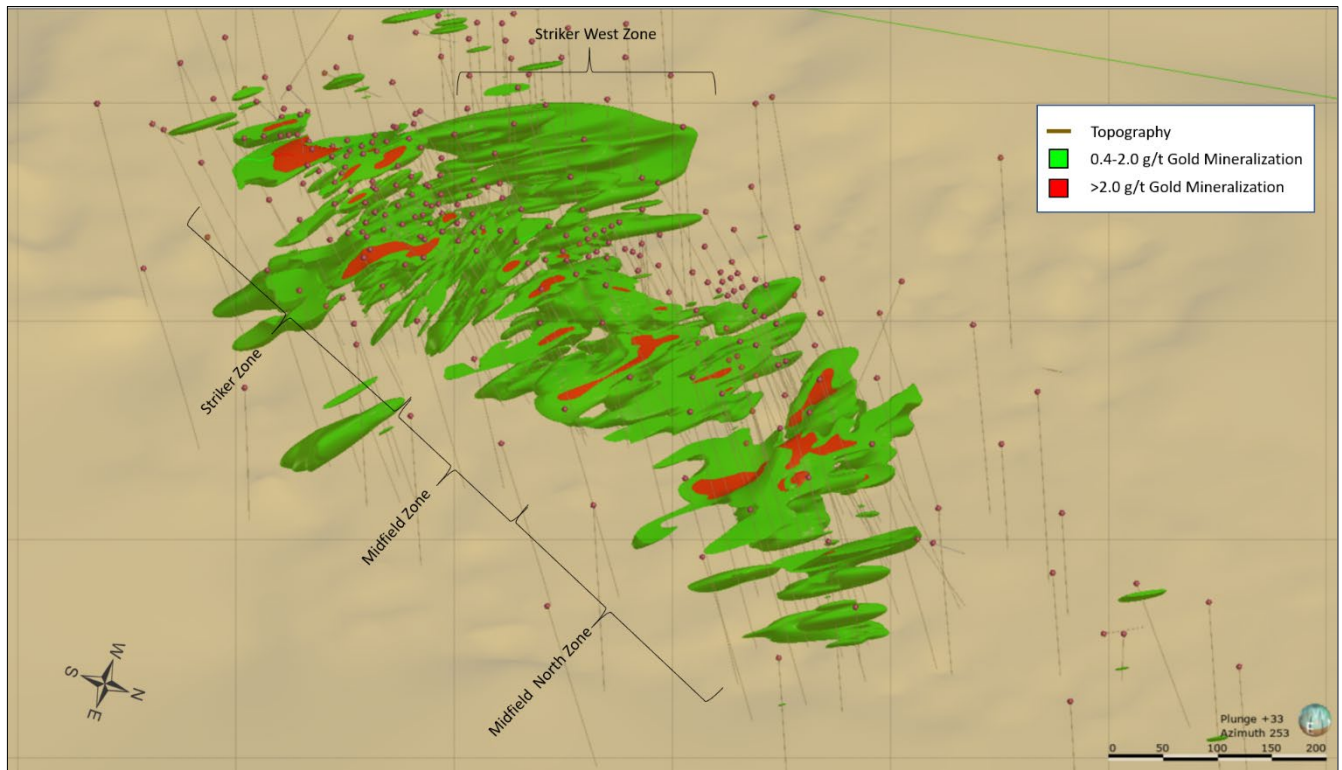 Striker West Zone
Topography
0.4-2.0 g/t Gold Mineralization
>2.0 g/t Gold Mineralization
Striker Zone
Midfield Zone
Midfield North Zone
W
S
N
E
Plunge +33
Azimuth 253
0 50 100 150 200